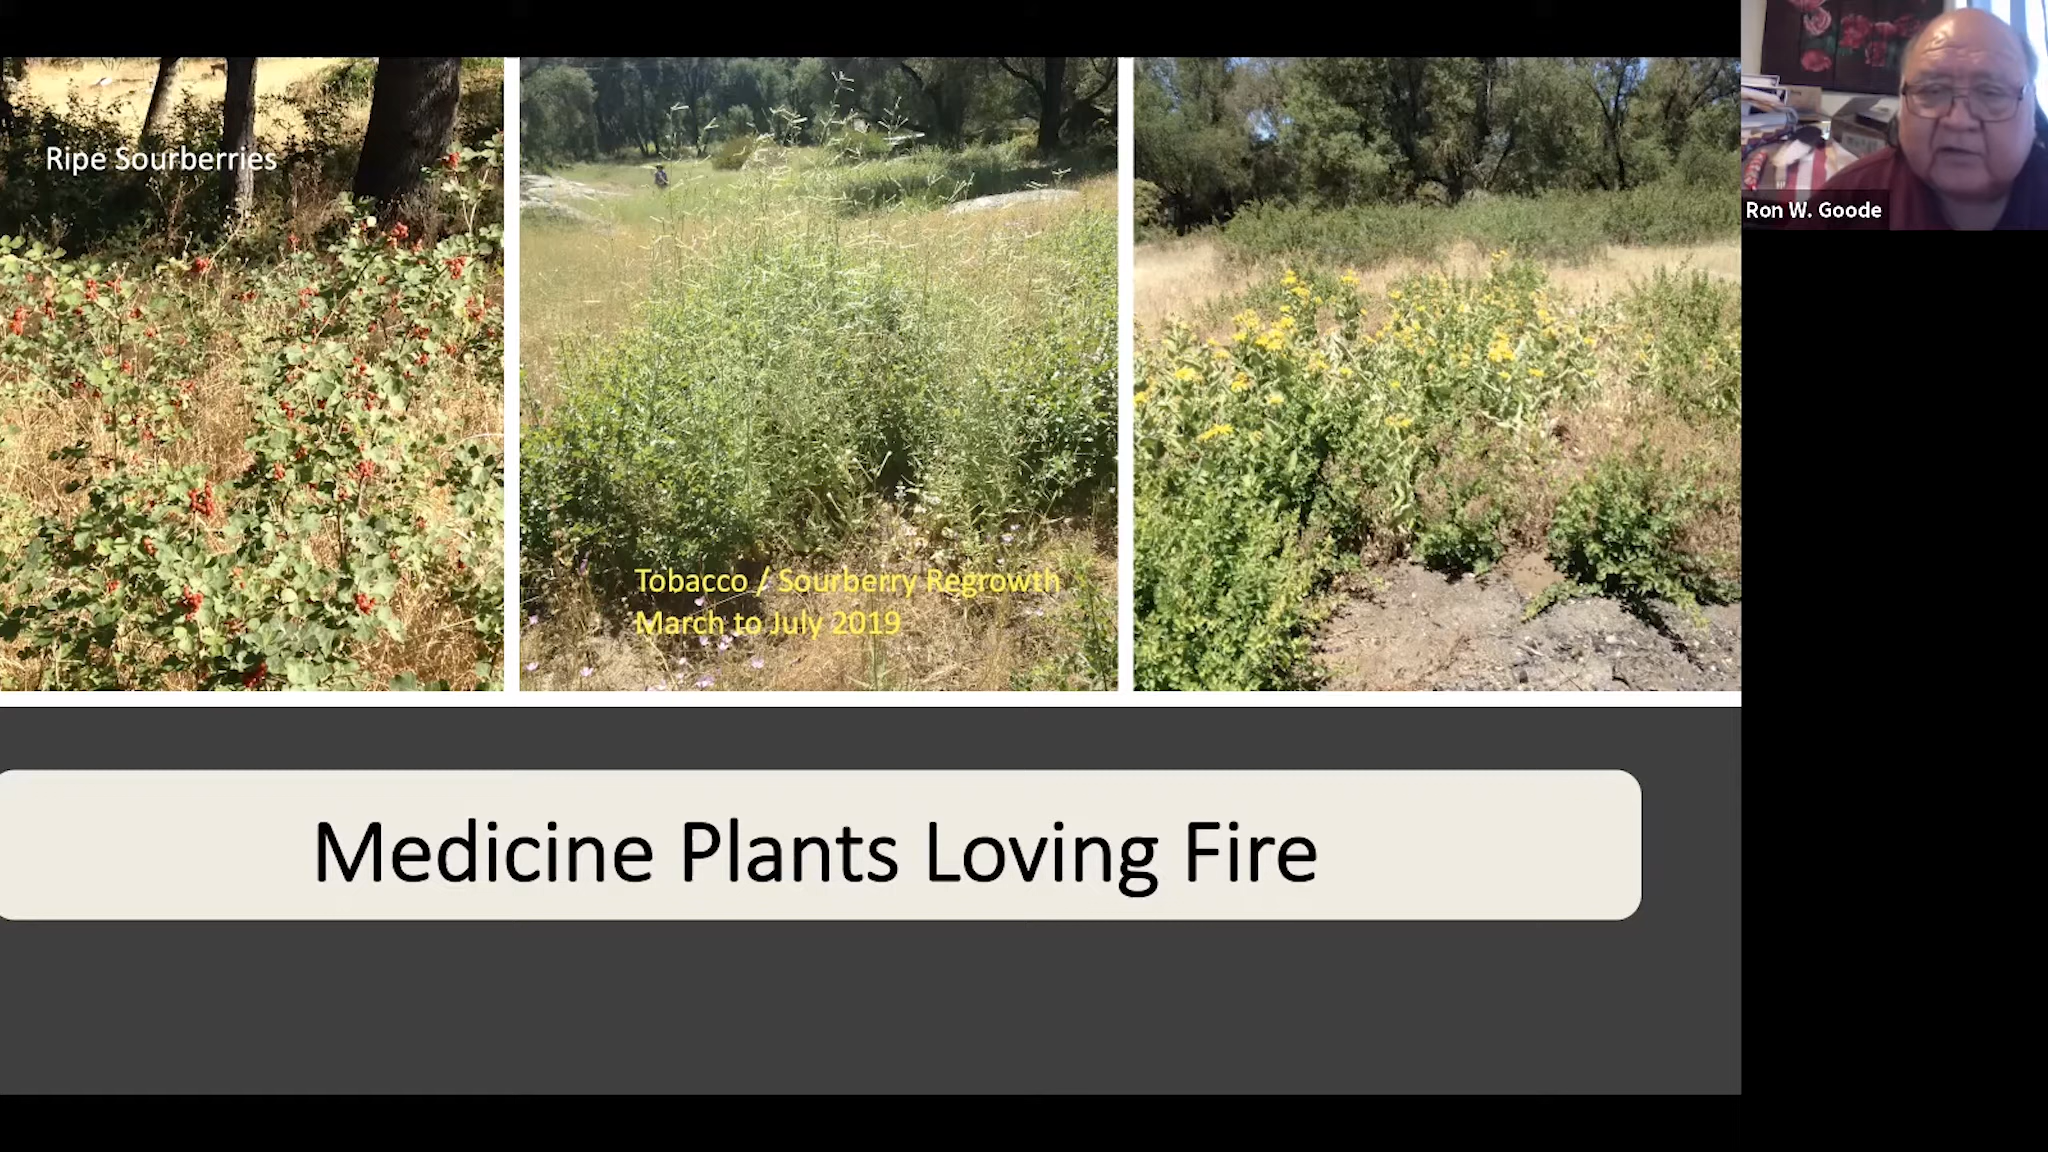 Ripe Sourberries
Tobacco / Sourberry Regrowth
March to July 2019
Ron W. Goode
Medicine Plants Loving Fire